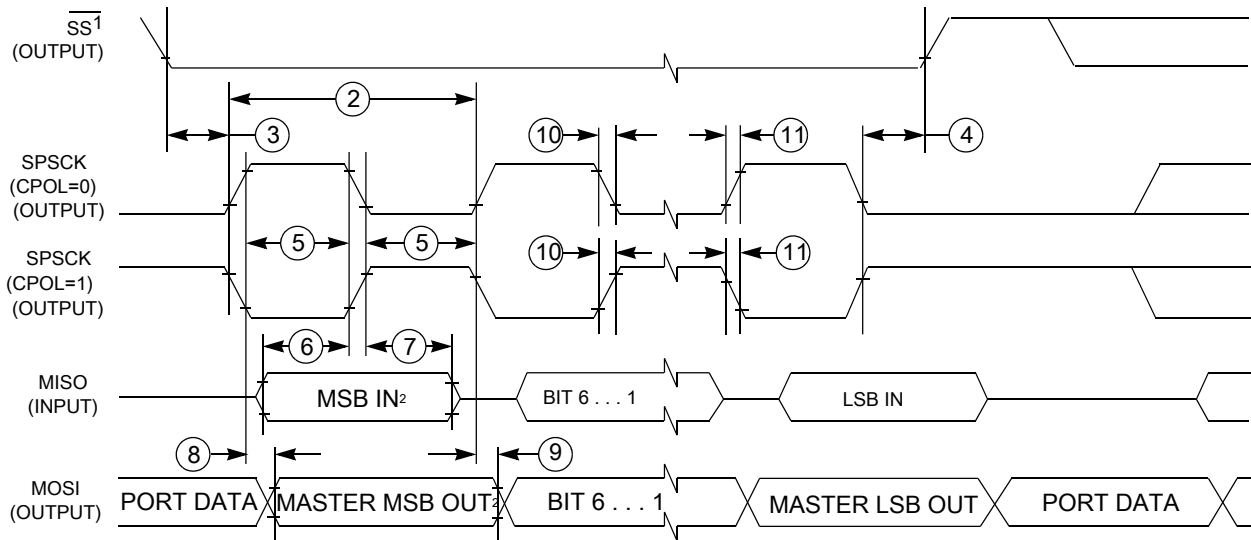 SS1
(OUTPUT)
2
3
10
11
4
SPSCK
(CPOL=0)
(OUTPUT)
5
5
10
11
SPSCK
(CPOL=1)
(OUTPUT)
6
7
MISO
(INPUT)
MSB IN2
BIT 6 . . . 1
LSB IN
8
9
MOSI
(OUTPUT)
PORT DATA
MASTER MSB OUT2
BIT 6 . . . 1
MASTER LSB OUT
PORT DATA